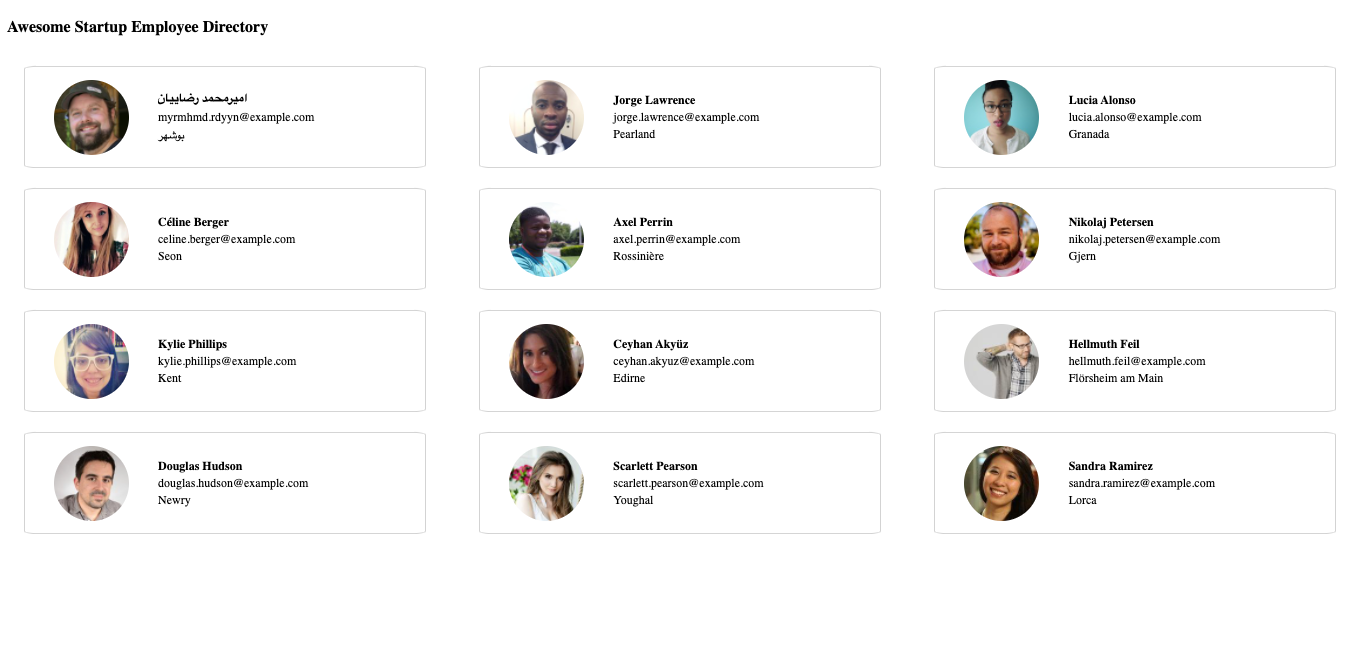 Awesome Startup Employee Directory
امیرمحمد رضاییان
myrmhmd.rdyyn@example.com
بوشهر
Jorge Lawrence
jorge.lawrence@example.com
Pearland
Lucia Alonso
lucia.alonso@example.com
Granada
Céline Berger
celine.berger@example.com
Seon
Axel Perrin
axel.perrin@example.com
Rossinière
Nikolaj Petersen
nikolaj.petersen@example.com
Gjern
Kylie Phillips
kylie.phillips@example.com
Kent
Ceyhan Akyüz
ceyhan.akyuz@example.com
Edirne
Hellmuth Feil
hellmuth.feil@example.com
Flörsheim am Main
Douglas Hudson
douglas.hudson@example.com
Newry
Scarlett Pearson
scarlett.pearson@example.com
Youghal
Sandra Ramirez
sandra.ramirez@example.com
Lorca